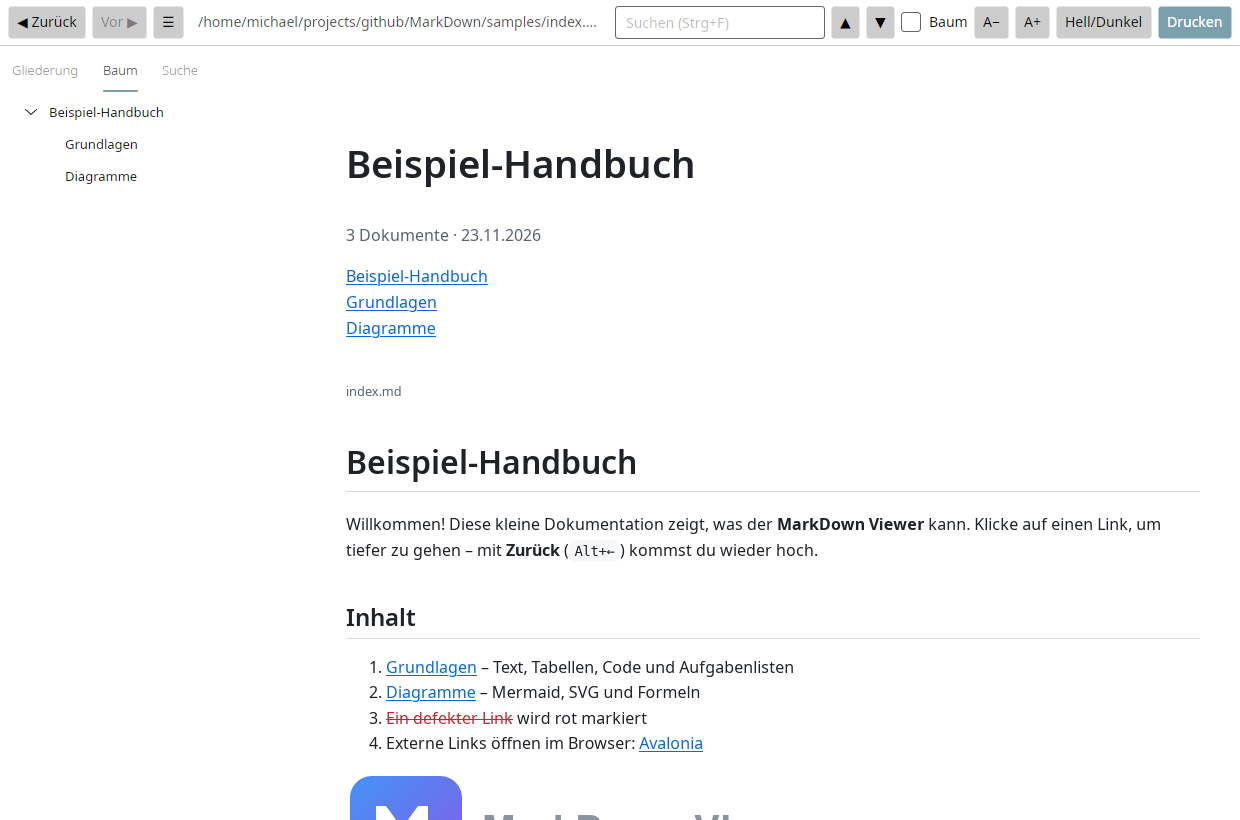 ◀ Zurück Vor ▶ ☰ /home/michael/projects/github/MarkDown/samples/index.... Suchen (Strg+F) ▲ ▼ Baum A− A+ Hell/Dunkel Drucken
Gliederung Baum Suche
Beispiel-Handbuch
Grundlagen
Diagramme
Beispiel-Handbuch
3 Dokumente · 23.11.2026
Beispiel-Handbuch
Grundlagen
Diagramme
index.md
Beispiel-Handbuch
Willkommen! Diese kleine Dokumentation zeigt, was der MarkDown Viewer kann. Klicke auf einen Link, um
tiefer zu gehen – mit Zurück ( Alt+← ) kommst du wieder hoch.
Inhalt
1. Grundlagen – Text, Tabellen, Code und Aufgabenlisten
2. Diagramme – Mermaid, SVG und Formeln
3. Ein defekter Link wird rot markiert
4. Externe Links öffnen im Browser: Avalonia